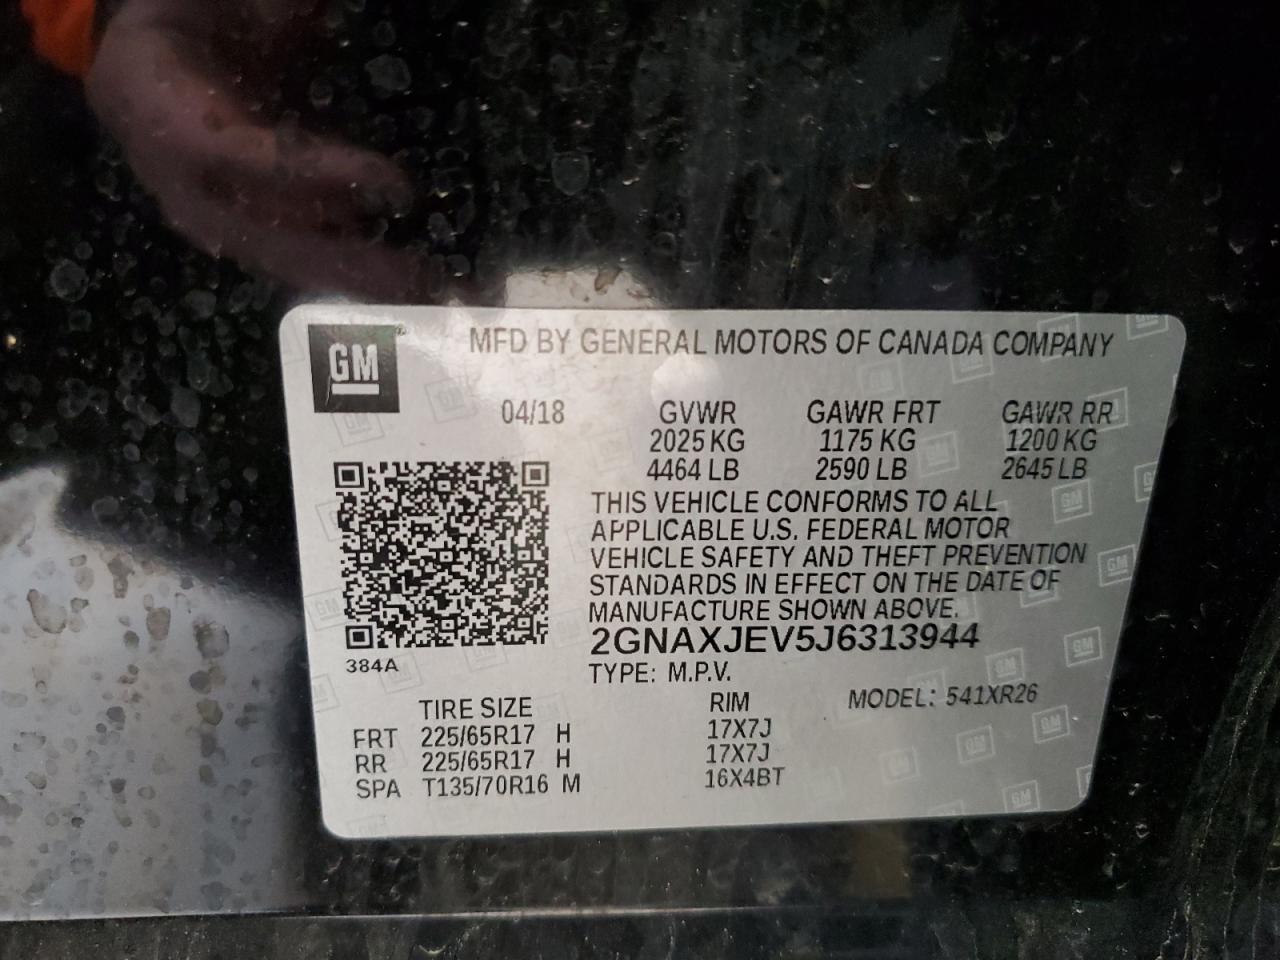 GM
MFD BY GENERAL MOTORS OF CANADA COMPANY
04/18 GVWR GAWR FRT GAWR RR
2025 KG 1175 KG 1200 KG
4464 LB 2590 LB 2645 LB
THIS VEHICLE CONFORMS TO ALL
APPLICABLE U.S. FEDERAL MOTOR
VEHICLE SAFETY AND THEFT PREVENTION
STANDARDS IN EFFECT ON THE DATE OF
MANUFACTURE SHOWN ABOVE.
2GNAXJEV5J6313944
384A
TYPE: M.P.V.
MODEL: 541XR26
TIRE SIZE RIM
FRT 225/65R17 H 17X7J
RR 225/65R17 H 17X7J
SPA T135/70R16 M 16X4BT